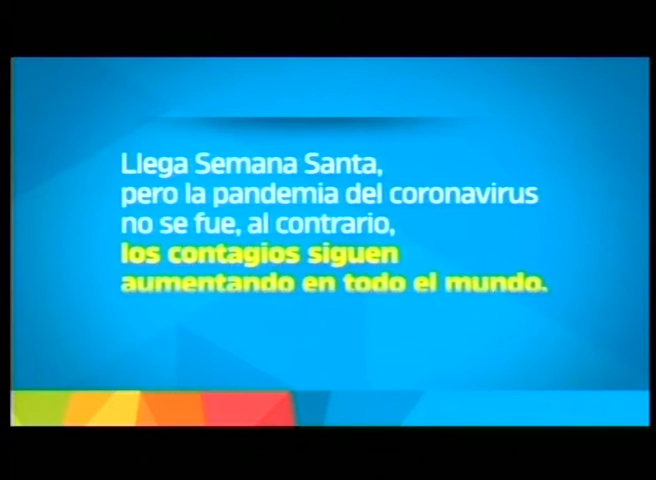 Llega Semana Santa,
pero la pandemia del coronavirus
no se fue, al contrario,
los contagios siguen
aumentando en todo el mundo.